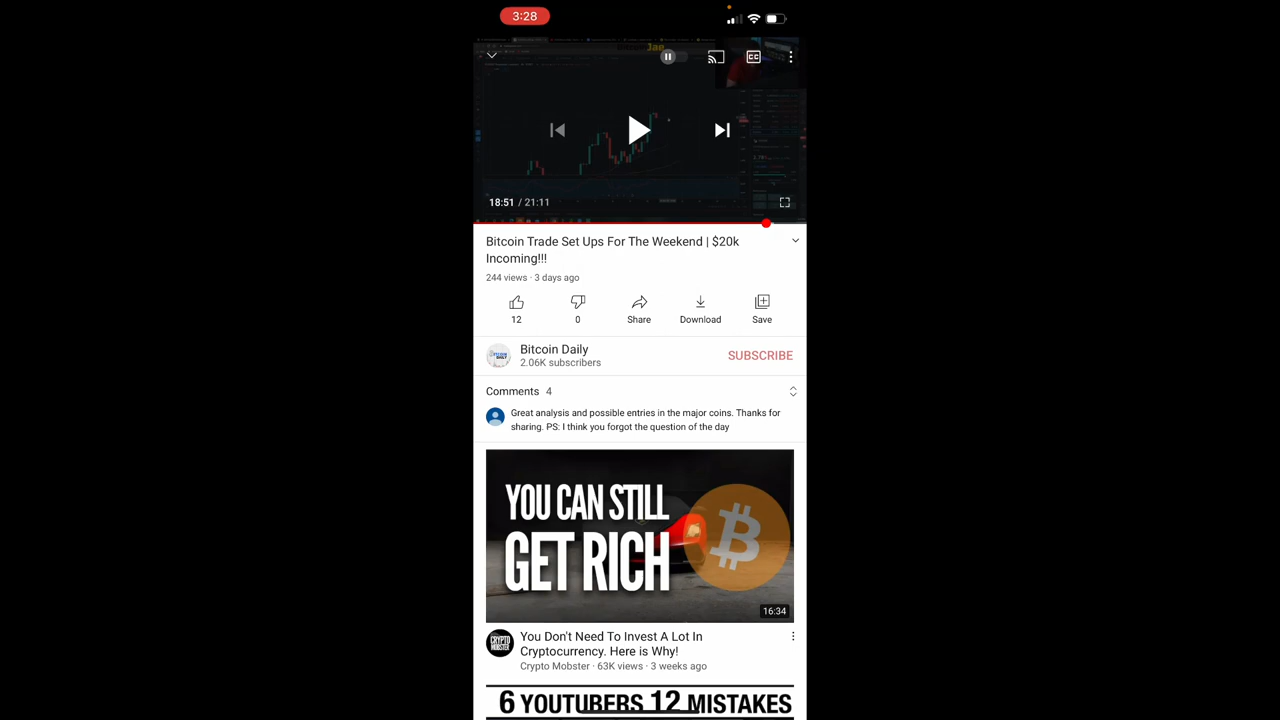 3:28
CC
18:51 / 21:11
Bitcoin Trade Set Ups For The Weekend | $20k
Incoming!!!
244 views · 3 days ago
12
0
Share
Download
Save
Bitcoin Daily
2.06K subscribers
SUBSCRIBE
Comments 4
Great analysis and possible entries in the major coins. Thanks for
sharing. PS: I think you forgot the question of the day
YOU CAN STILL
GET RICH
16:34
CRYPTO
MOBSTER
You Don't Need To Invest A Lot In
Cryptocurrency. Here is Why!
Crypto Mobster · 63K views · 3 weeks ago
6 YOUTUBERS 12 MISTAKES